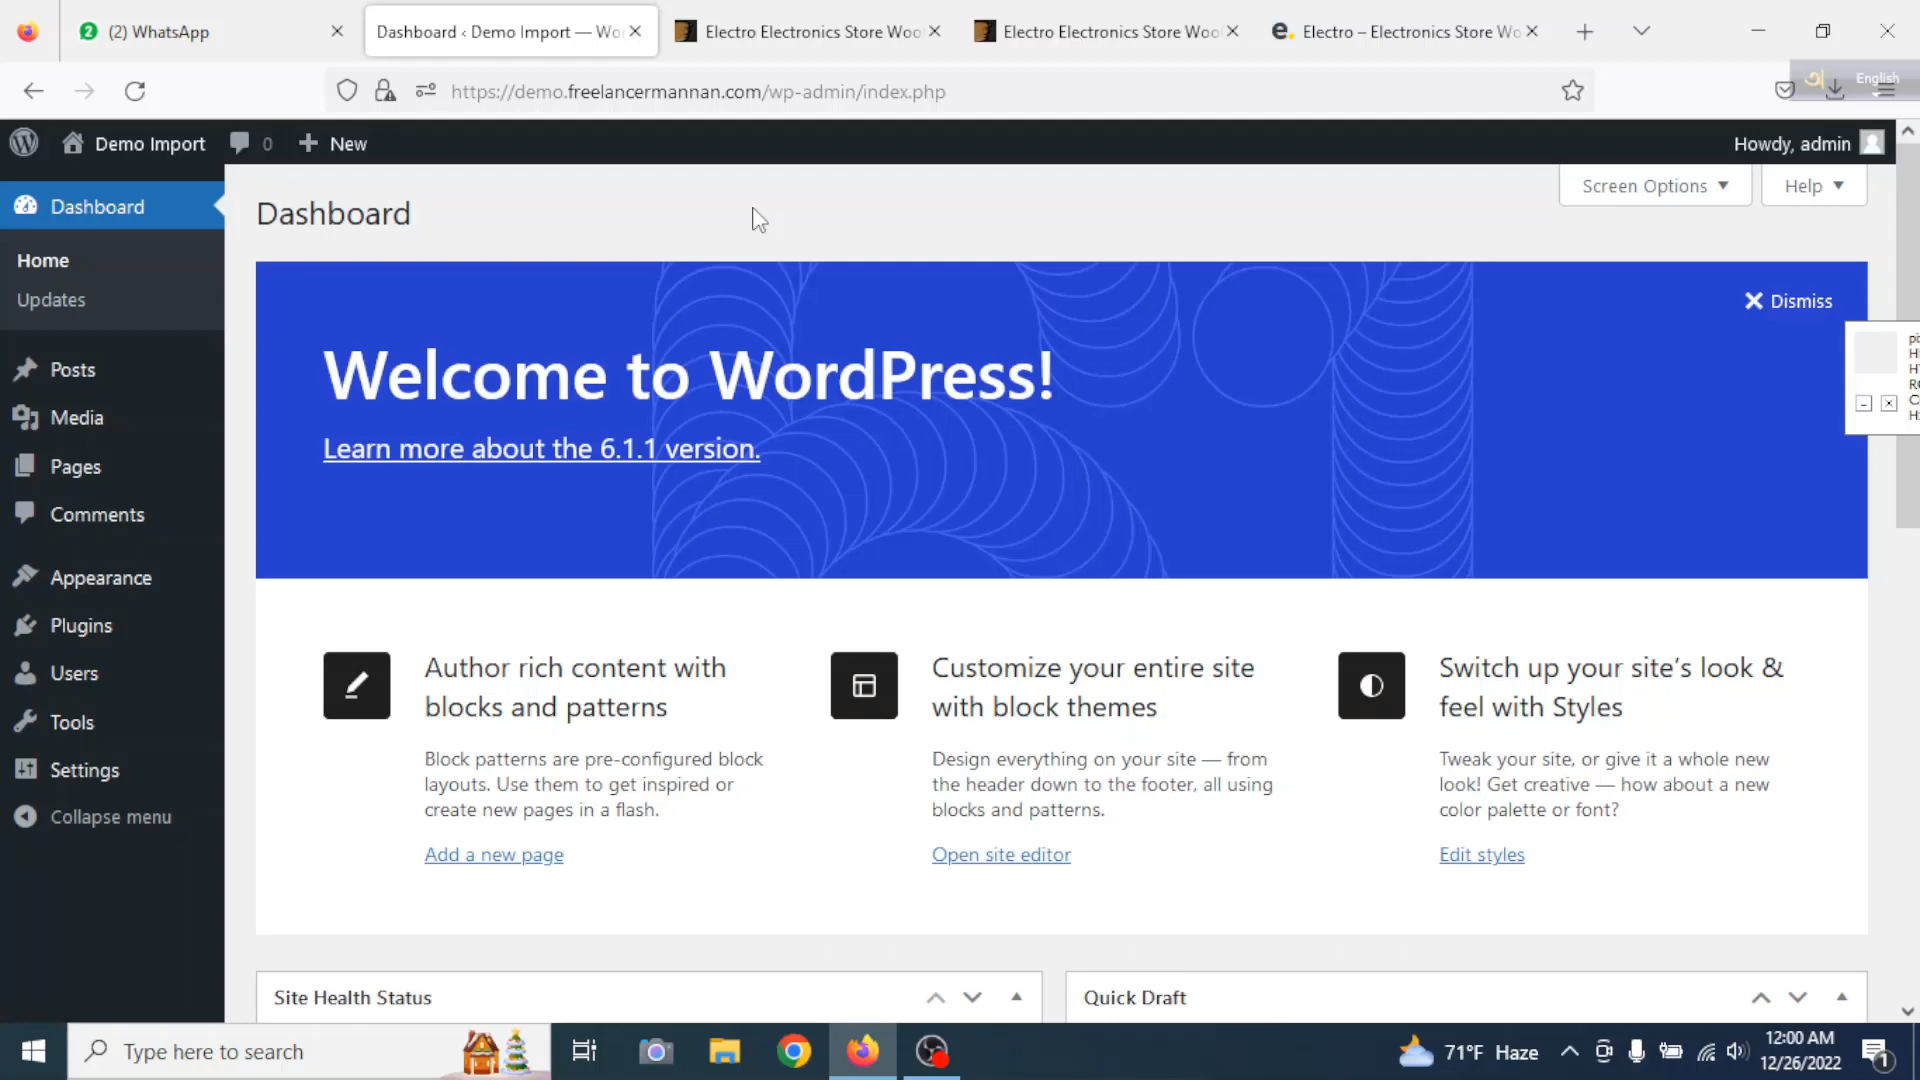 (2) WhatsApp
Dashboard ‹ Demo Import — Wo
Electro Electronics Store Woo
Electro Electronics Store Woo
Electro – Electronics Store Wo
https://demo.freelancermannan.com/wp-admin/index.php
English
Demo Import
0
New
Howdy, admin
Screen Options
Help
Dashboard
Home
Updates
Posts
Media
Pages
Comments
Appearance
Plugins
Users
Tools
Settings
Collapse menu
Dashboard
Dismiss
Welcome to WordPress!
Learn more about the 6.1.1 version.
Author rich content with
blocks and patterns
Block patterns are pre-configured block
layouts. Use them to get inspired or
create new pages in a flash.
Add a new page
Customize your entire site
with block themes
Design everything on your site — from
the header down to the footer, all using
blocks and patterns.
Open site editor
Switch up your site's look &
feel with Styles
Tweak your site, or give it a whole new
look! Get creative — how about a new
color palette or font?
Edit styles
Site Health Status
Quick Draft
Type here to search
71°F Haze
12:00 AM
12/26/2022
1